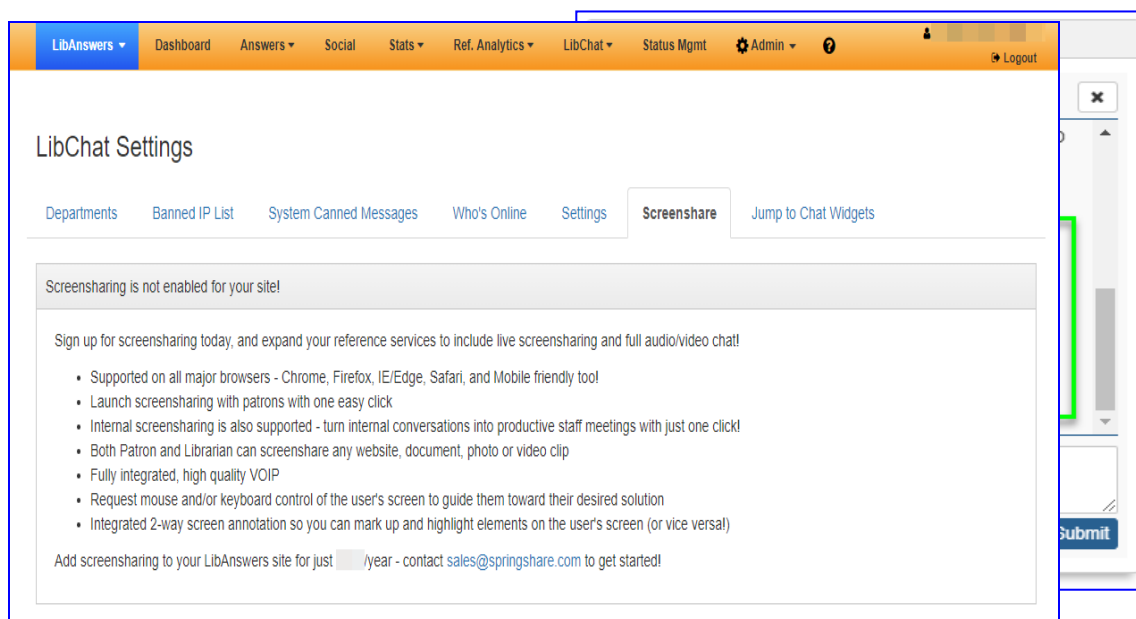 LibAnswers Dashboard Answers Social Stats Ref. Analytics LibChat Status Mgmt Admin
Logout
LibChat Settings
Departments Banned IP List System Canned Messages Who's Online Settings Screenshare Jump to Chat Widgets
Screensharing is not enabled for your site!
Sign up for screensharing today, and expand your reference services to include live screensharing and full audio/video chat!
• Supported on all major browsers - Chrome, Firefox, IE/Edge, Safari, and Mobile friendly too!
• Launch screensharing with patrons with one easy click
• Internal screensharing is also supported - turn internal conversations into productive staff meetings with just one click!
• Both Patron and Librarian can screenshare any website, document, photo or video clip
• Fully integrated, high quality VOIP
• Request mouse and/or keyboard control of the user's screen to guide them toward their desired solution
• Integrated 2-way screen annotation so you can mark up and highlight elements on the user's screen (or vice versa!)
Add screensharing to your LibAnswers site for just /year - contact sales@springshare.com to get started!
Submit